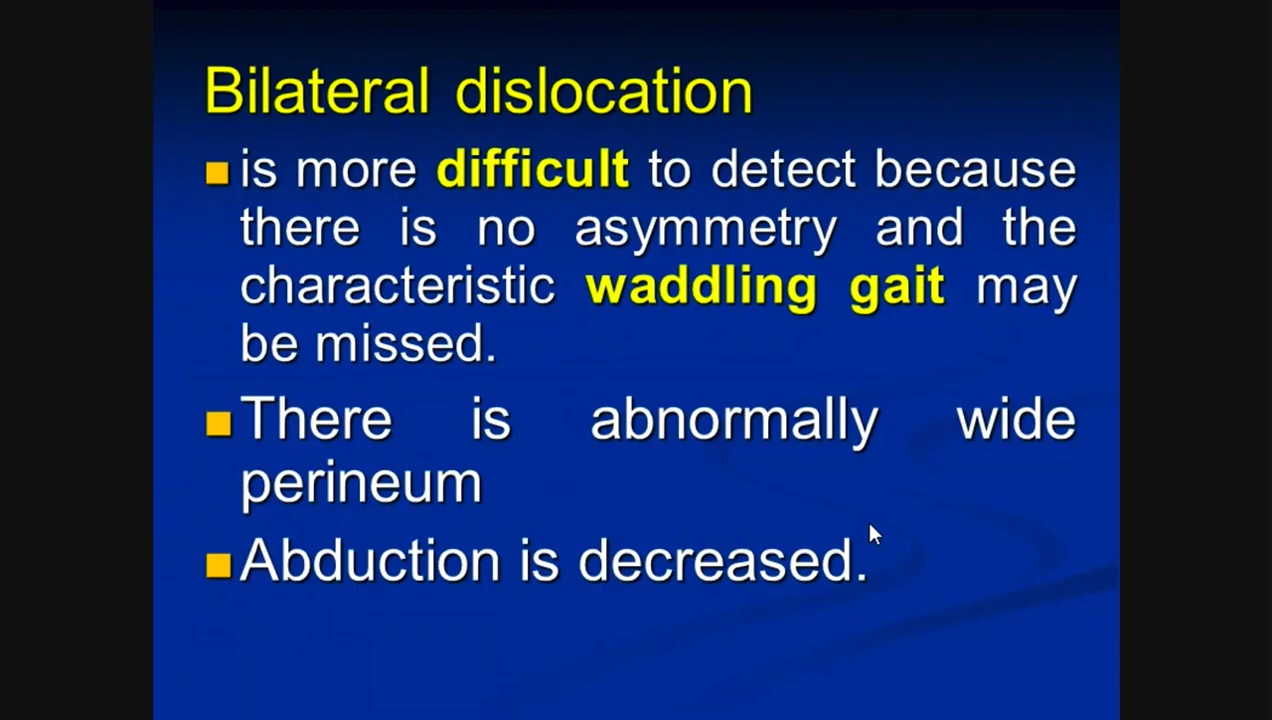 Bilateral dislocation
is more difficult to detect because
there is no asymmetry and the
characteristic waddling gait may
be missed.
There is abnormally wide
perineum
Abduction is decreased.